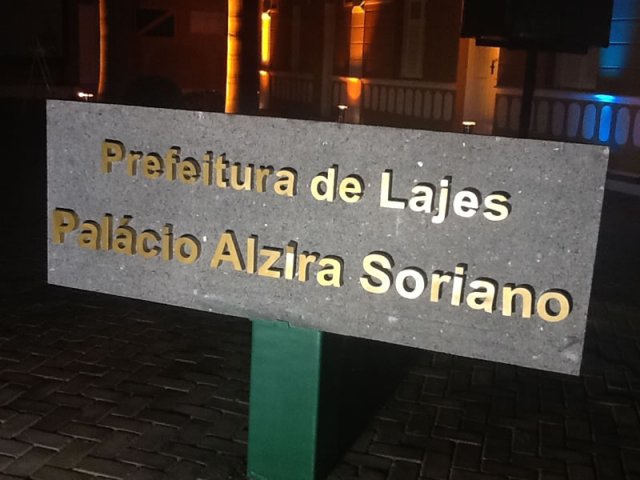 Prefeitura de Lajes
Palácio Alzira Soriano